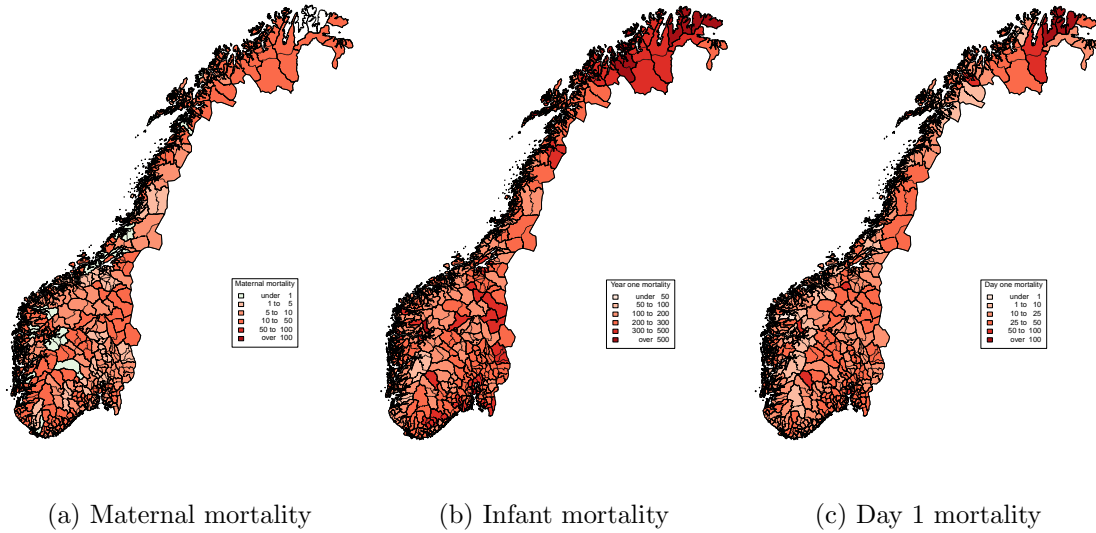 Maternal mortality
under 1
1 to 5
5 to 10
10 to 50
50 to 100
over 100
Year one mortality
under 50
50 to 100
100 to 200
200 to 300
300 to 500
over 500
Day one mortality
under 1
1 to 10
10 to 25
25 to 50
50 to 100
over 100
(a) Maternal mortality
(b) Infant mortality
(c) Day 1 mortality